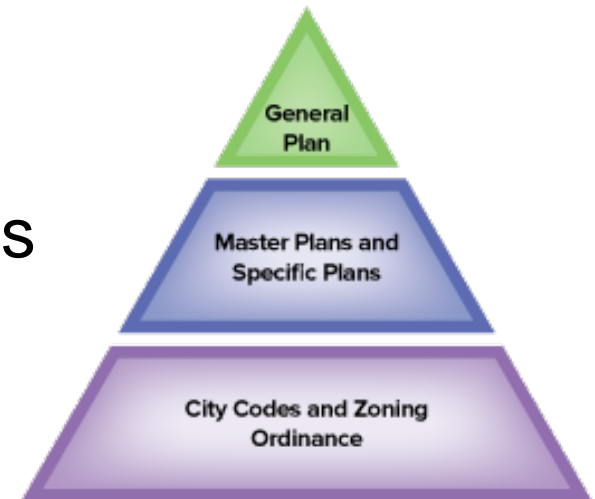 General
Plan
s
Master Plans and
Specific Plans
City Codes and Zoning
Ordinance